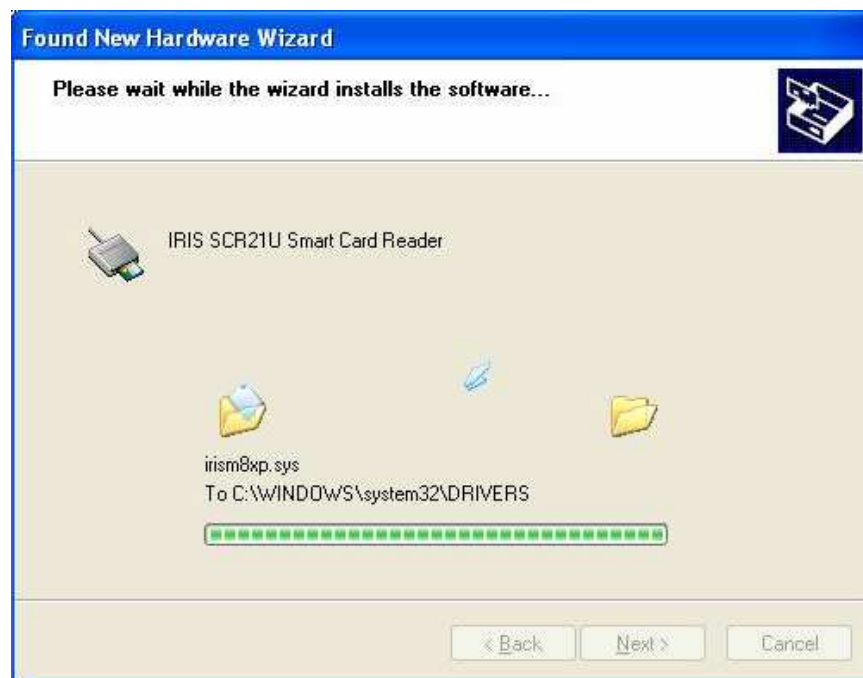 Found New Hardware Wizard
Please wait while the wizard installs the software...
IRIS SCR21U Smart Card Reader
irism8xp.sys
To C:\WINDOWS\system32\DRIVERS
< Back Next > Cancel